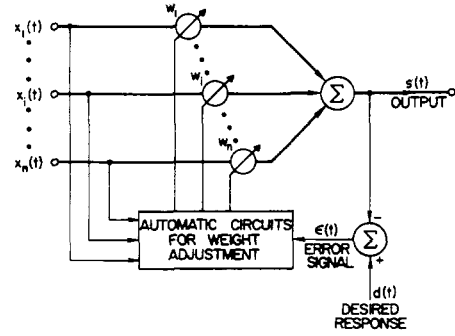 x₁(t)
w₁
xᵢ(t)
wᵢ
Σ
s(t)
OUTPUT
xₙ(t)
wₙ
AUTOMATIC CIRCUITS
FOR WEIGHT
ADJUSTMENT
ϵ(t)
ERROR
SIGNAL
−
Σ
+
d(t)
DESIRED
RESPONSE